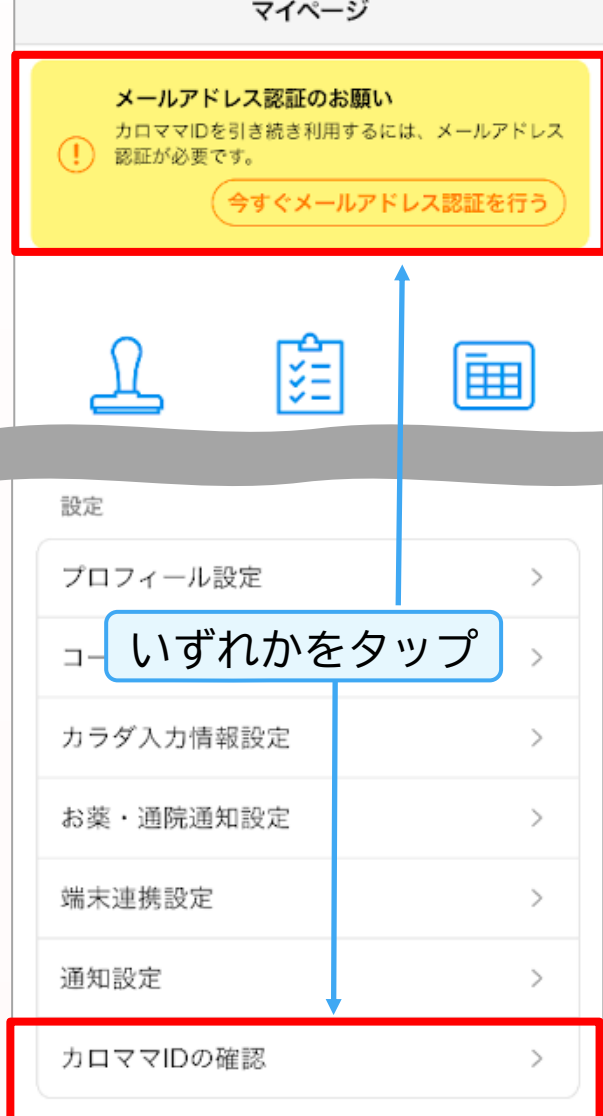 マイページ
メールアドレス認証のお願い
カロママIDを引き続き利用するには、メールアドレス
認証が必要です。
今すぐメールアドレス認証を行う
設定
プロフィール設定
コー
いずれかをタップ
カラダ入力情報設定
お薬・通院通知設定
端末連携設定
通知設定
カロママIDの確認